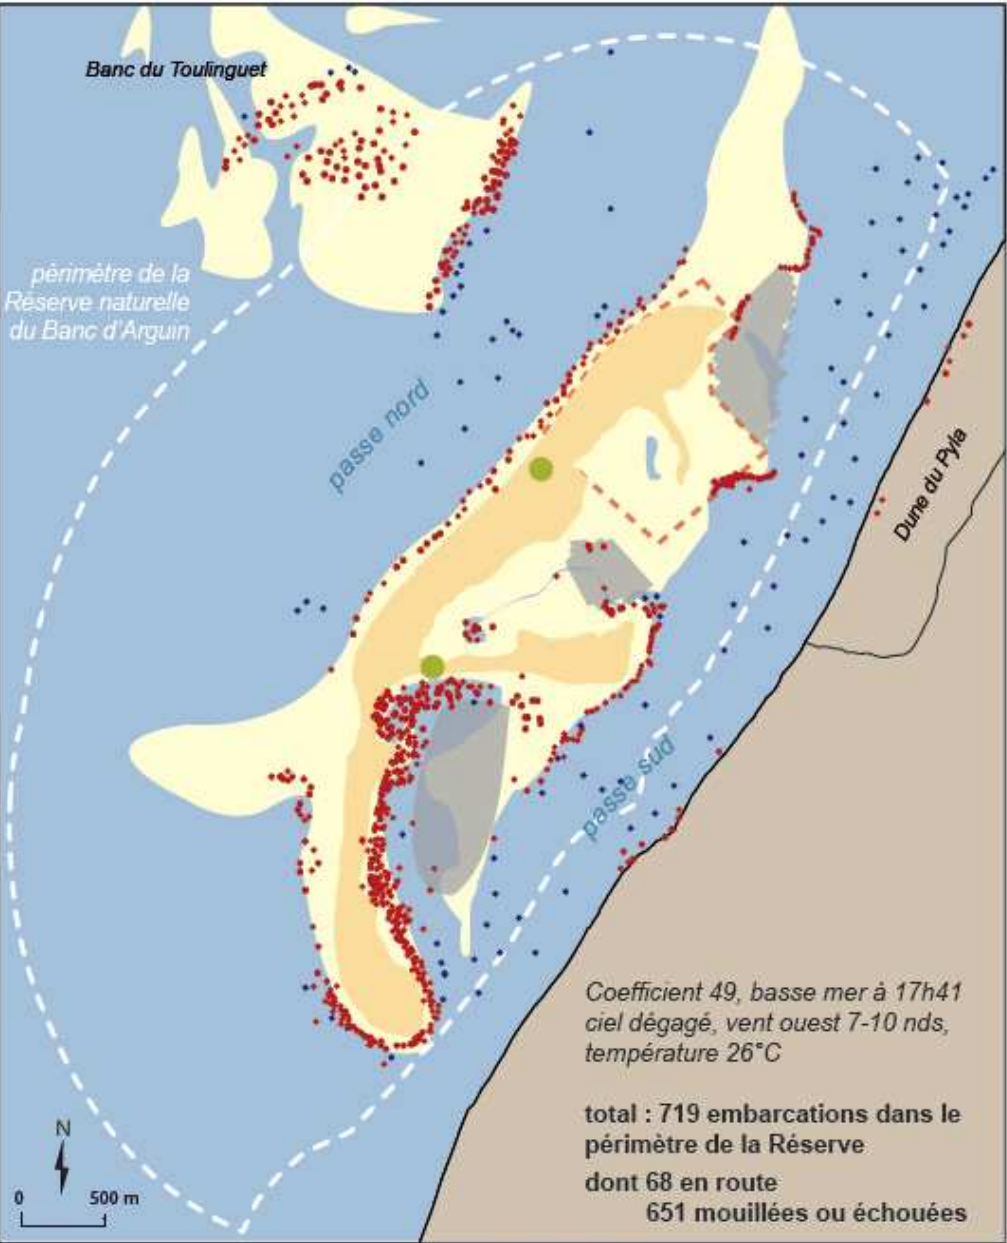 Banc du Toulinguet
périmètre de la
Réserve naturelle
du Banc d'Arguin
passe nord
Dune du Pyla
passe sud
Coefficient 49, basse mer à 17h41
ciel dégagé, vent ouest 7-10 nds,
température 26°C
total : 719 embarcations dans le
périmètre de la Réserve
dont 68 en route
651 mouillées ou échouées
N
0 500 m